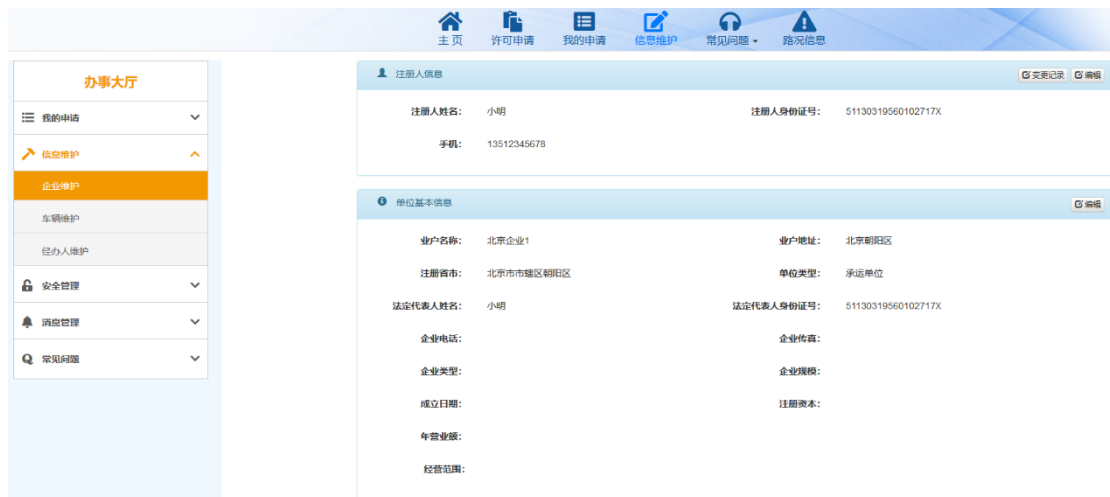 主 页 许可申请 我的申请 信息维护 常见问题 路况信息
办事大厅
我的申请
信息维护
企业维护
车辆维护
经办人维护
安全管理
消息管理
常见问题
注册人信息 变更记录 编辑
注册人姓名: 小明 注册人身份证号: 51130319560102717X
手机: 13512345678
单位基本信息 编辑
业户名称: 北京企业1 业户地址: 北京朝阳区
注册省市: 北京市市辖区朝阳区 单位类型: 承运单位
法定代表人姓名: 小明 法定代表人身份证号: 51130319560102717X
企业电话: 企业传真:
企业类型: 企业规模:
成立日期: 注册资本:
年营业额:
经营范围: